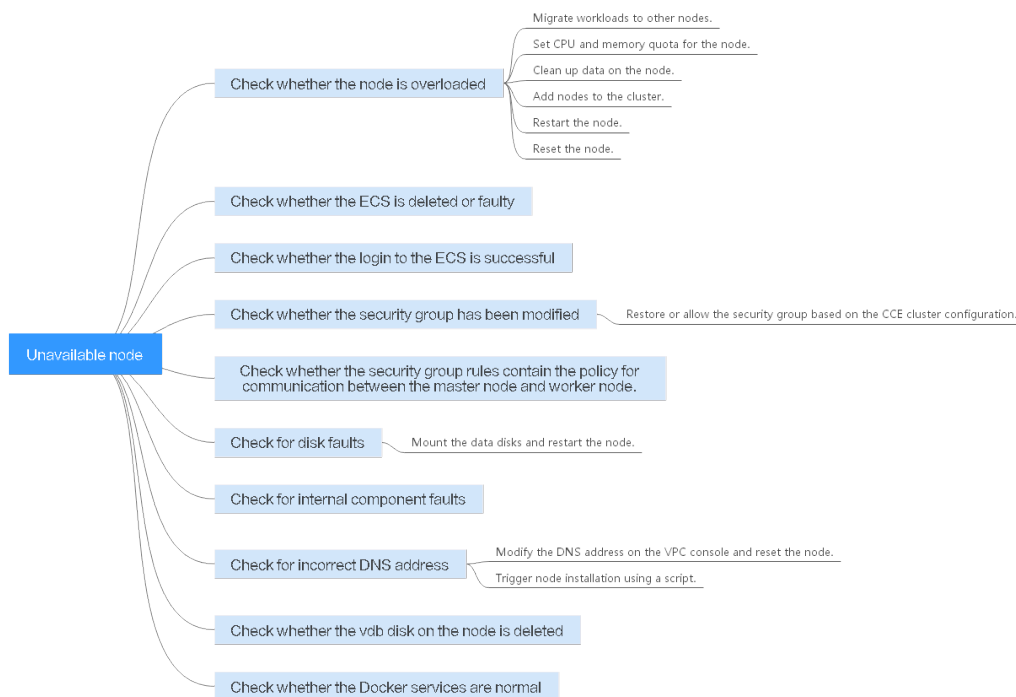 Unavailable node
Check whether the node is overloaded
Migrate workloads to other nodes.
Set CPU and memory quota for the node.
Clean up data on the node.
Add nodes to the cluster.
Restart the node.
Reset the node.
Check whether the ECS is deleted or faulty
Check whether the login to the ECS is successful
Check whether the security group has been modified
Restore or allow the security group based on the CCE cluster configuration.
Check whether the security group rules contain the policy for
communication between the master node and worker node.
Check for disk faults
Mount the data disks and restart the node.
Check for internal component faults
Check for incorrect DNS address
Modify the DNS address on the VPC console and reset the node.
Trigger node installation using a script.
Check whether the vdb disk on the node is deleted
Check whether the Docker services are normal